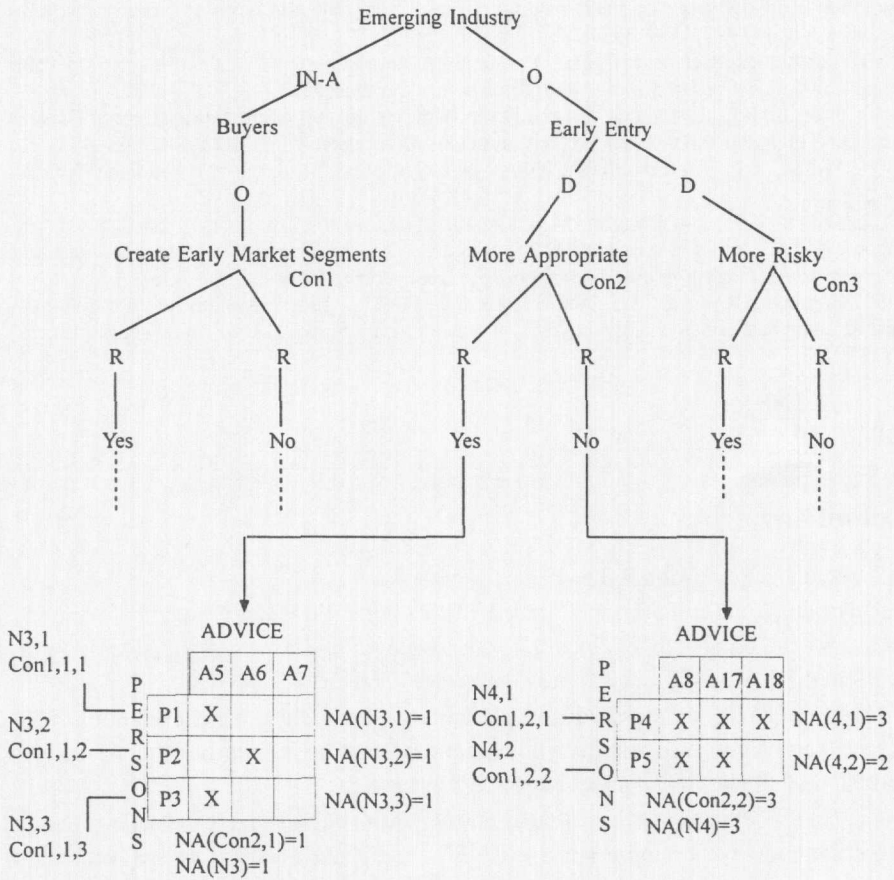 Emerging Industry
IN-A O
Buyers Early Entry
O D D
Create Early Market Segments More Appropriate More Risky
Con1 Con2 Con3
R R R R R R
Yes No Yes No Yes No
ADVICE
N3,1
Con1,1,1
N3,2
Con1,1,2
N3,3
Con1,1,3
PERSONS
A5 A6 A7
P1 X NA(N3,1)=1
P2 X NA(N3,2)=1
P3 X NA(N3,3)=1
NA(Con2,1)=1
NA(N3)=1
ADVICE
N4,1
Con1,2,1
N4,2
Con1,2,2
PERSONS
A8 A17 A18
P4 X X X NA(4,1)=3
P5 X X NA(4,2)=2
NA(Con2,2)=3
NA(N4)=3